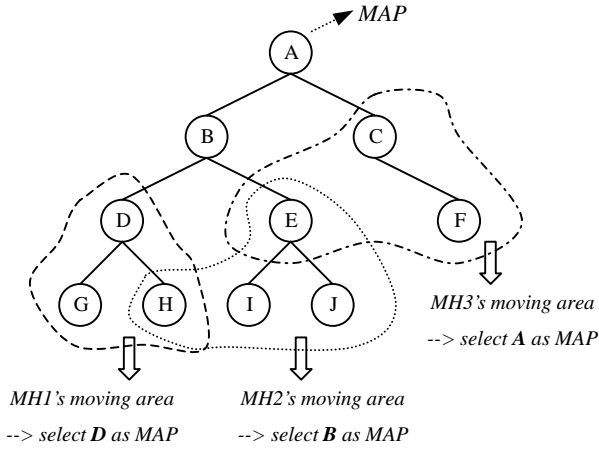 MAP
A
B
C
D
E
F
G
H
I
J
MH3's moving area
--> select A as MAP
MH1's moving area
--> select D as MAP
MH2's moving area
--> select B as MAP